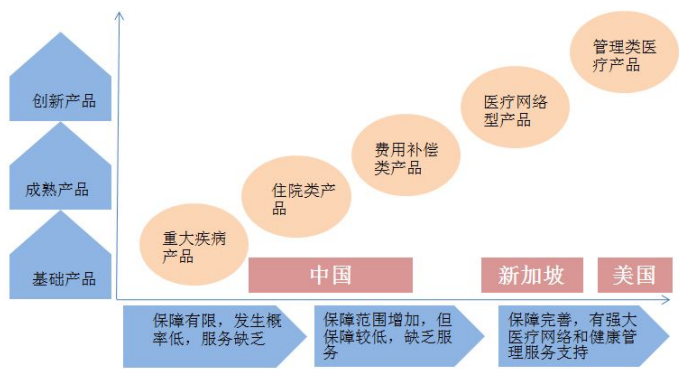 管理类医
疗产品
创新产品
医疗网络
型产品
费用补偿
类产品
成熟产品
住院类产
品
重大疾病
产品
基础产品
中国
新加坡
美国
保障有限，发生概
率低，服务缺乏
保障范围增加，但
保障较低，缺乏服
务
保障完善，有强大
医疗网络和健康管
理服务支持